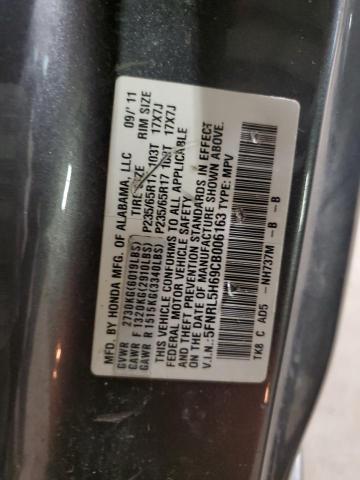 MFD. BY HONDA MFG. OF ALABAMA, LLC 09/'11
TIRE SIZE RIM SIZE
GVWR 2730KG(6019LBS)
GAWR F 1320KG(2910LBS) P235/65R17 103T 17X7J
GAWR R 1515KG(3340LBS) P235/65R17 103T 17X7J
THIS VEHICLE CONFORMS TO ALL APPLICABLE
FEDERAL MOTOR VEHICLE SAFETY
AND THEFT PREVENTION STANDARDS IN EFFECT
ON THE DATE OF MANUFACTURE SHOWN ABOVE.
V.I.N.: 5FNRL5H69CB006163 TYPE: MPV
TK8 C AD5 -NH737M -B -B